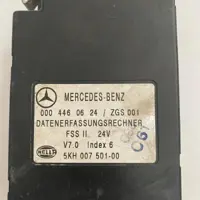 MERCEDES-BENZ
000 446 06 24 / ZGS 001
DATENERFASSUNGSRECHNER
FSS II. 24V
V7.0 Index 6
HELLA 5KH 007 501-00